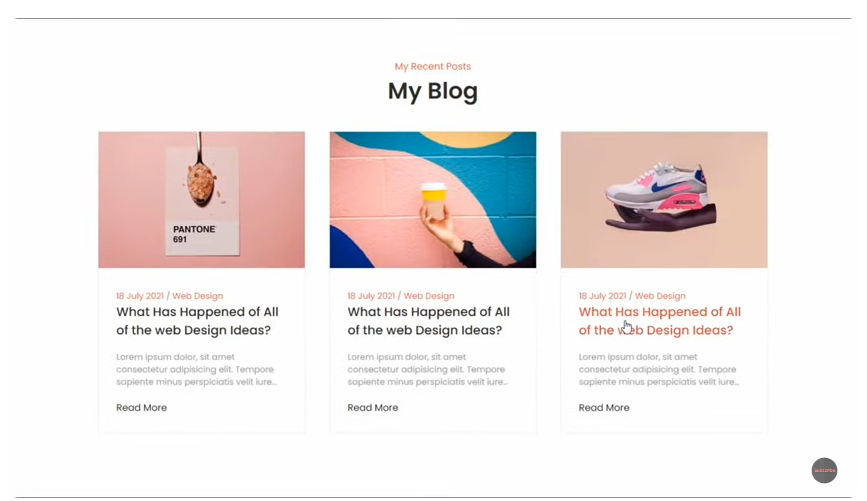 My Recent Posts
My Blog
PANTONE
691
18 July 2021 / Web Design
What Has Happened of All
of the web Design Ideas?
Lorem ipsum dolor, sit amet
consectetur adipisicing elit. Tempore
sapiente minus perspiciatis velit iure...
Read More
18 July 2021 / Web Design
What Has Happened of All
of the web Design Ideas?
Lorem ipsum dolor, sit amet
consectetur adipisicing elit. Tempore
sapiente minus perspiciatis velit iure...
Read More
18 July 2021 / Web Design
What Has Happened of All
of the web Design Ideas?
Lorem ipsum dolor, sit amet
consectetur adipisicing elit. Tempore
sapiente minus perspiciatis velit iure...
Read More